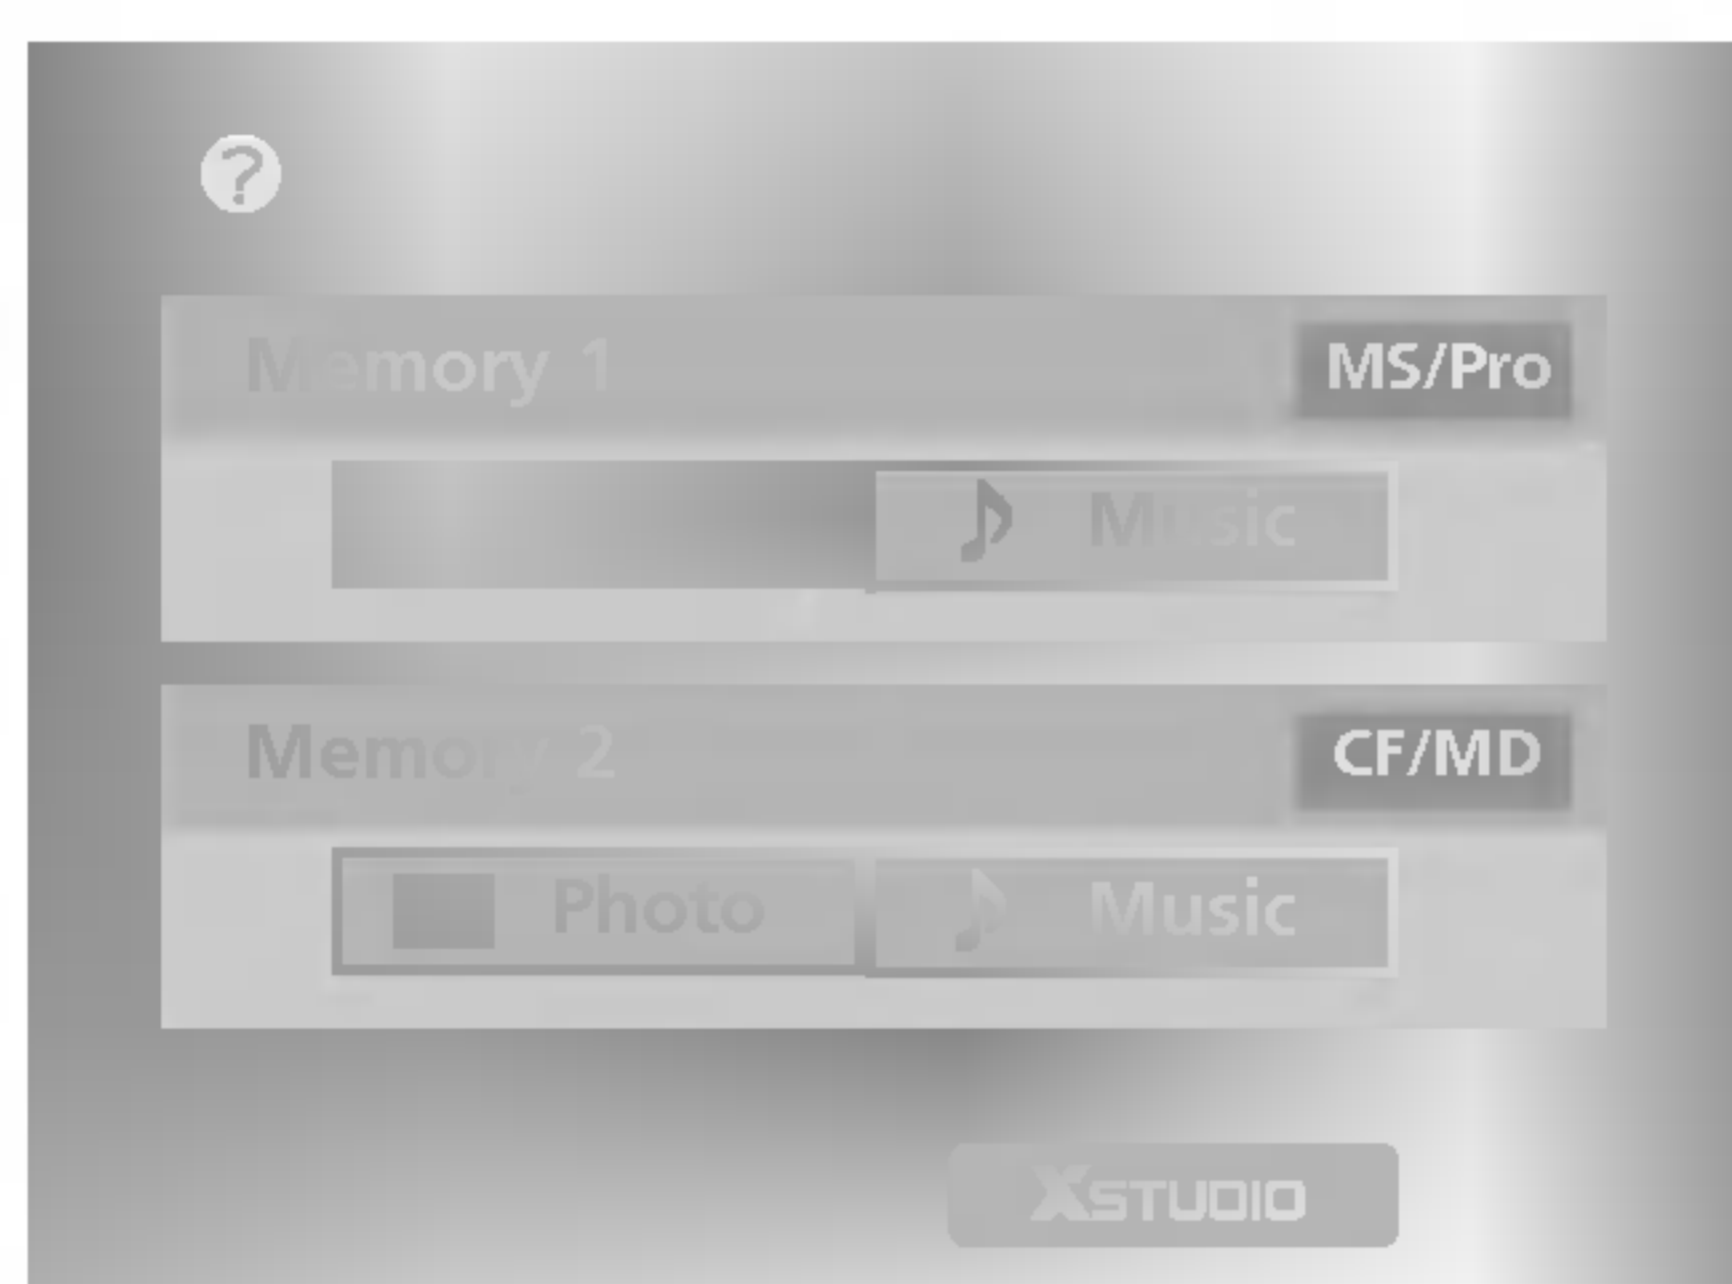 ?
Memory 1 MS/Pro
Music
Memory 2 CF/MD
Photo Music
XSTUDIO